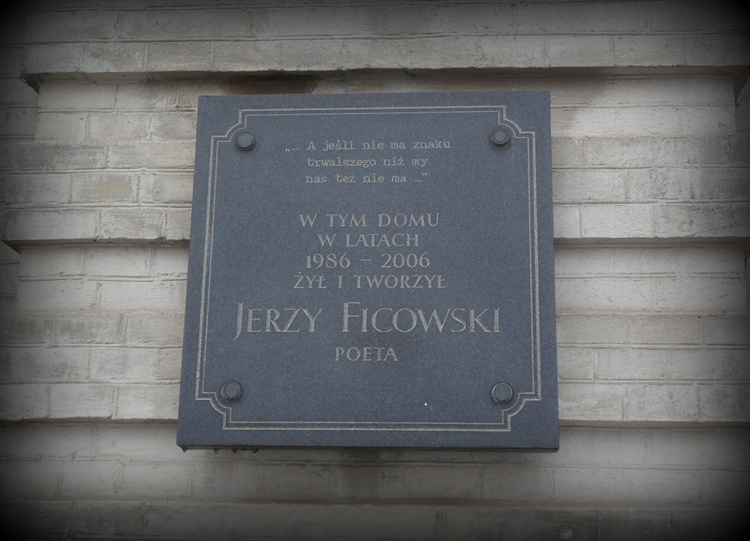 „… A jeśli nie ma znaku
trwalszego niż my
nas też nie ma …”
W TYM DOMU
W LATACH
1986 – 2006
ŻYŁ I TWORZYŁ
JERZY FICOWSKI
POETA